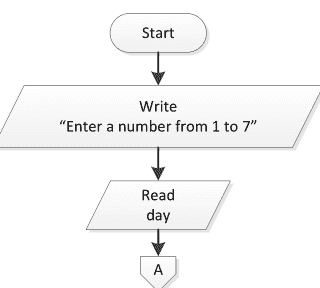 Start
Write
“Enter a number from 1 to 7”
Read
day
A